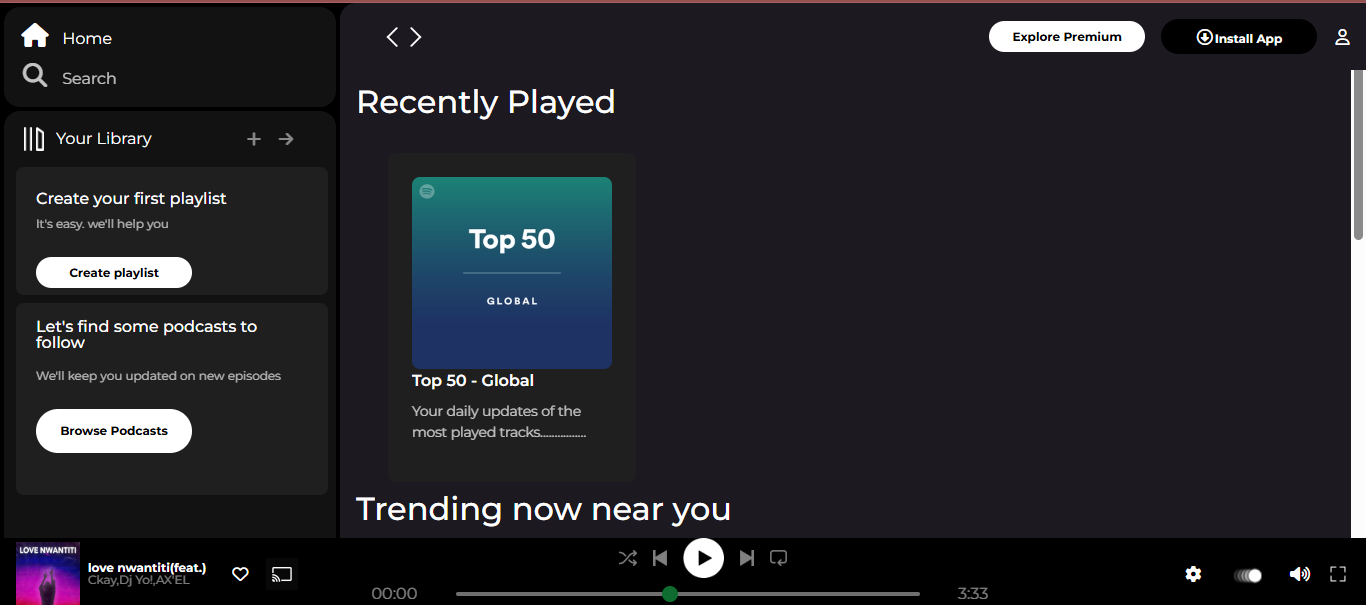 Home
Search
Your Library
Create your first playlist
It's easy. we'll help you
Create playlist
Let's find some podcasts to
follow
We'll keep you updated on new episodes
Browse Podcasts
Explore Premium
Install App
Recently Played
Top 50
GLOBAL
Top 50 - Global
Your daily updates of the
most played tracks................
Trending now near you
LOVE NWANTITI
love nwantiti(feat.)
Ckay,Dj Yo!,AX'EL
00:00
3:33